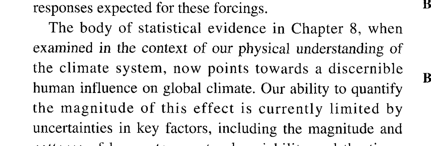 responses expected for these forcings.
The body of statistical evidence in Chapter 8, when
examined in the context of our physical understanding of
the climate system, now points towards a discernible
human influence on global climate. Our ability to quantify
the magnitude of this effect is currently limited by
uncertainties in key factors, including the magnitude and
B
B